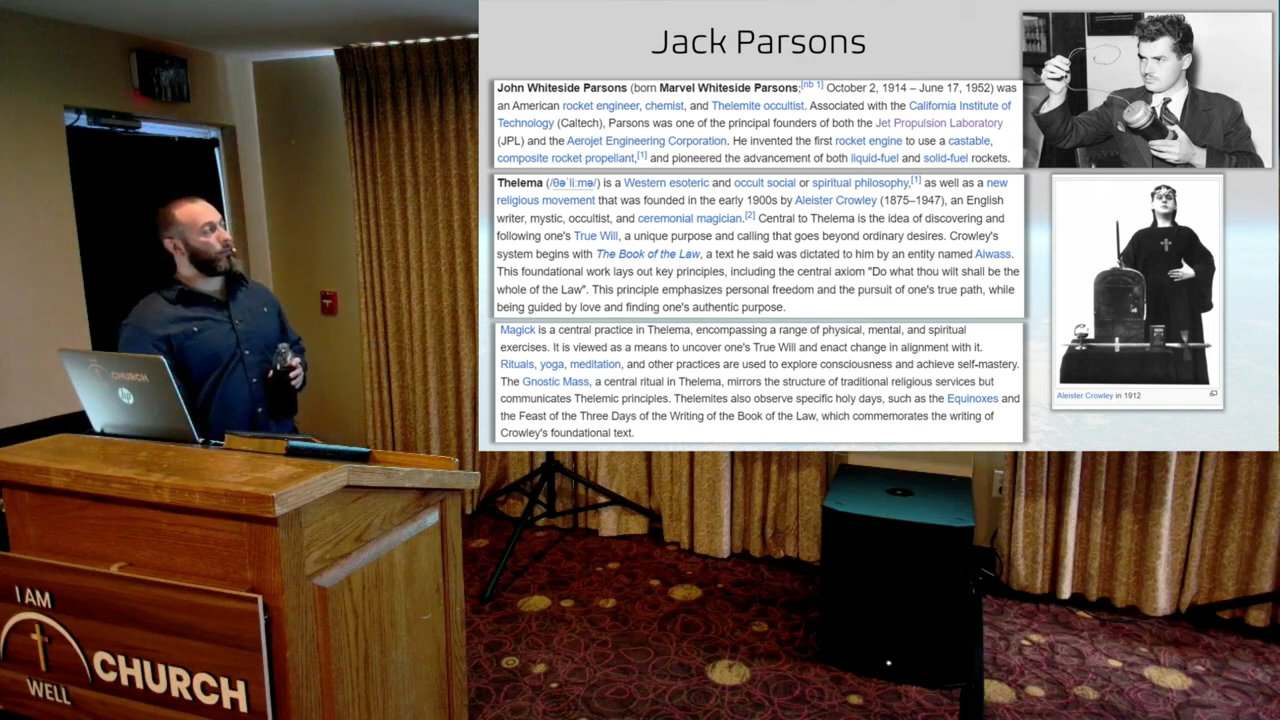 Jack Parsons
John Whiteside Parsons (born Marvel Whiteside Parsons;[nb 1] October 2, 1914 – June 17, 1952) was
an American rocket engineer, chemist, and Thelemite occultist. Associated with the California Institute of
Technology (Caltech), Parsons was one of the principal founders of both the Jet Propulsion Laboratory
(JPL) and the Aerojet Engineering Corporation. He invented the first rocket engine to use a castable,
composite rocket propellant,[1] and pioneered the advancement of both liquid-fuel and solid-fuel rockets.
Thelema (/θəˈliːmə/) is a Western esoteric and occult social or spiritual philosophy,[1] as well as a new
religious movement that was founded in the early 1900s by Aleister Crowley (1875–1947), an English
writer, mystic, occultist, and ceremonial magician.[2] Central to Thelema is the idea of discovering and
following one's True Will, a unique purpose and calling that goes beyond ordinary desires. Crowley's
system begins with The Book of the Law, a text he said was dictated to him by an entity named Aiwass.
This foundational work lays out key principles, including the central axiom "Do what thou wilt shall be the
whole of the Law". This principle emphasizes personal freedom and the pursuit of one's true path, while
being guided by love and finding one's authentic purpose.
Magick is a central practice in Thelema, encompassing a range of physical, mental, and spiritual
exercises. It is viewed as a means to uncover one's True Will and enact change in alignment with it.
Rituals, yoga, meditation, and other practices are used to explore consciousness and achieve self-mastery.
The Gnostic Mass, a central ritual in Thelema, mirrors the structure of traditional religious services but
communicates Thelemic principles. Thelemites also observe specific holy days, such as the Equinoxes and
the Feast of the Three Days of the Writing of the Book of the Law, which commemorates the writing of
Crowley's foundational text.
Aleister Crowley in 1912
CHURCH
hp
I AM
CHURCH
WELL